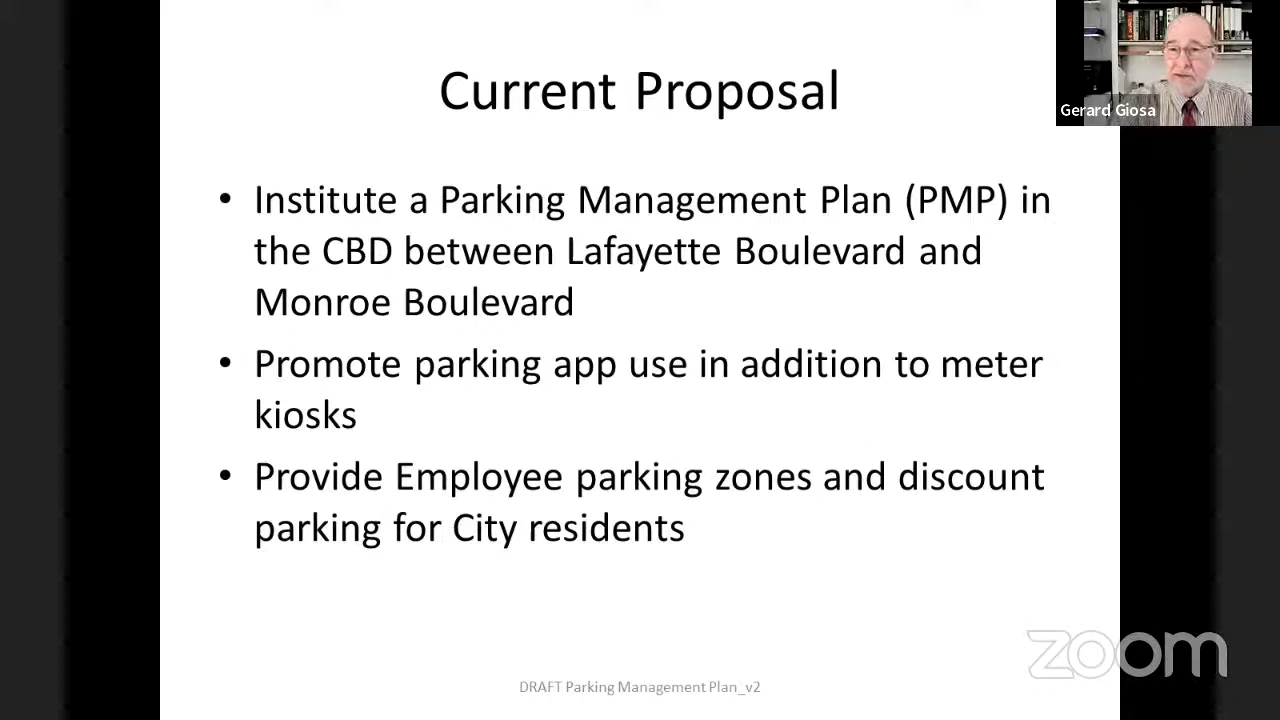 Current Proposal
Gerard Giosa
• Institute a Parking Management Plan (PMP) in
the CBD between Lafayette Boulevard and
Monroe Boulevard
• Promote parking app use in addition to meter
kiosks
• Provide Employee parking zones and discount
parking for City residents
zoom
DRAFT Parking Management Plan_v2